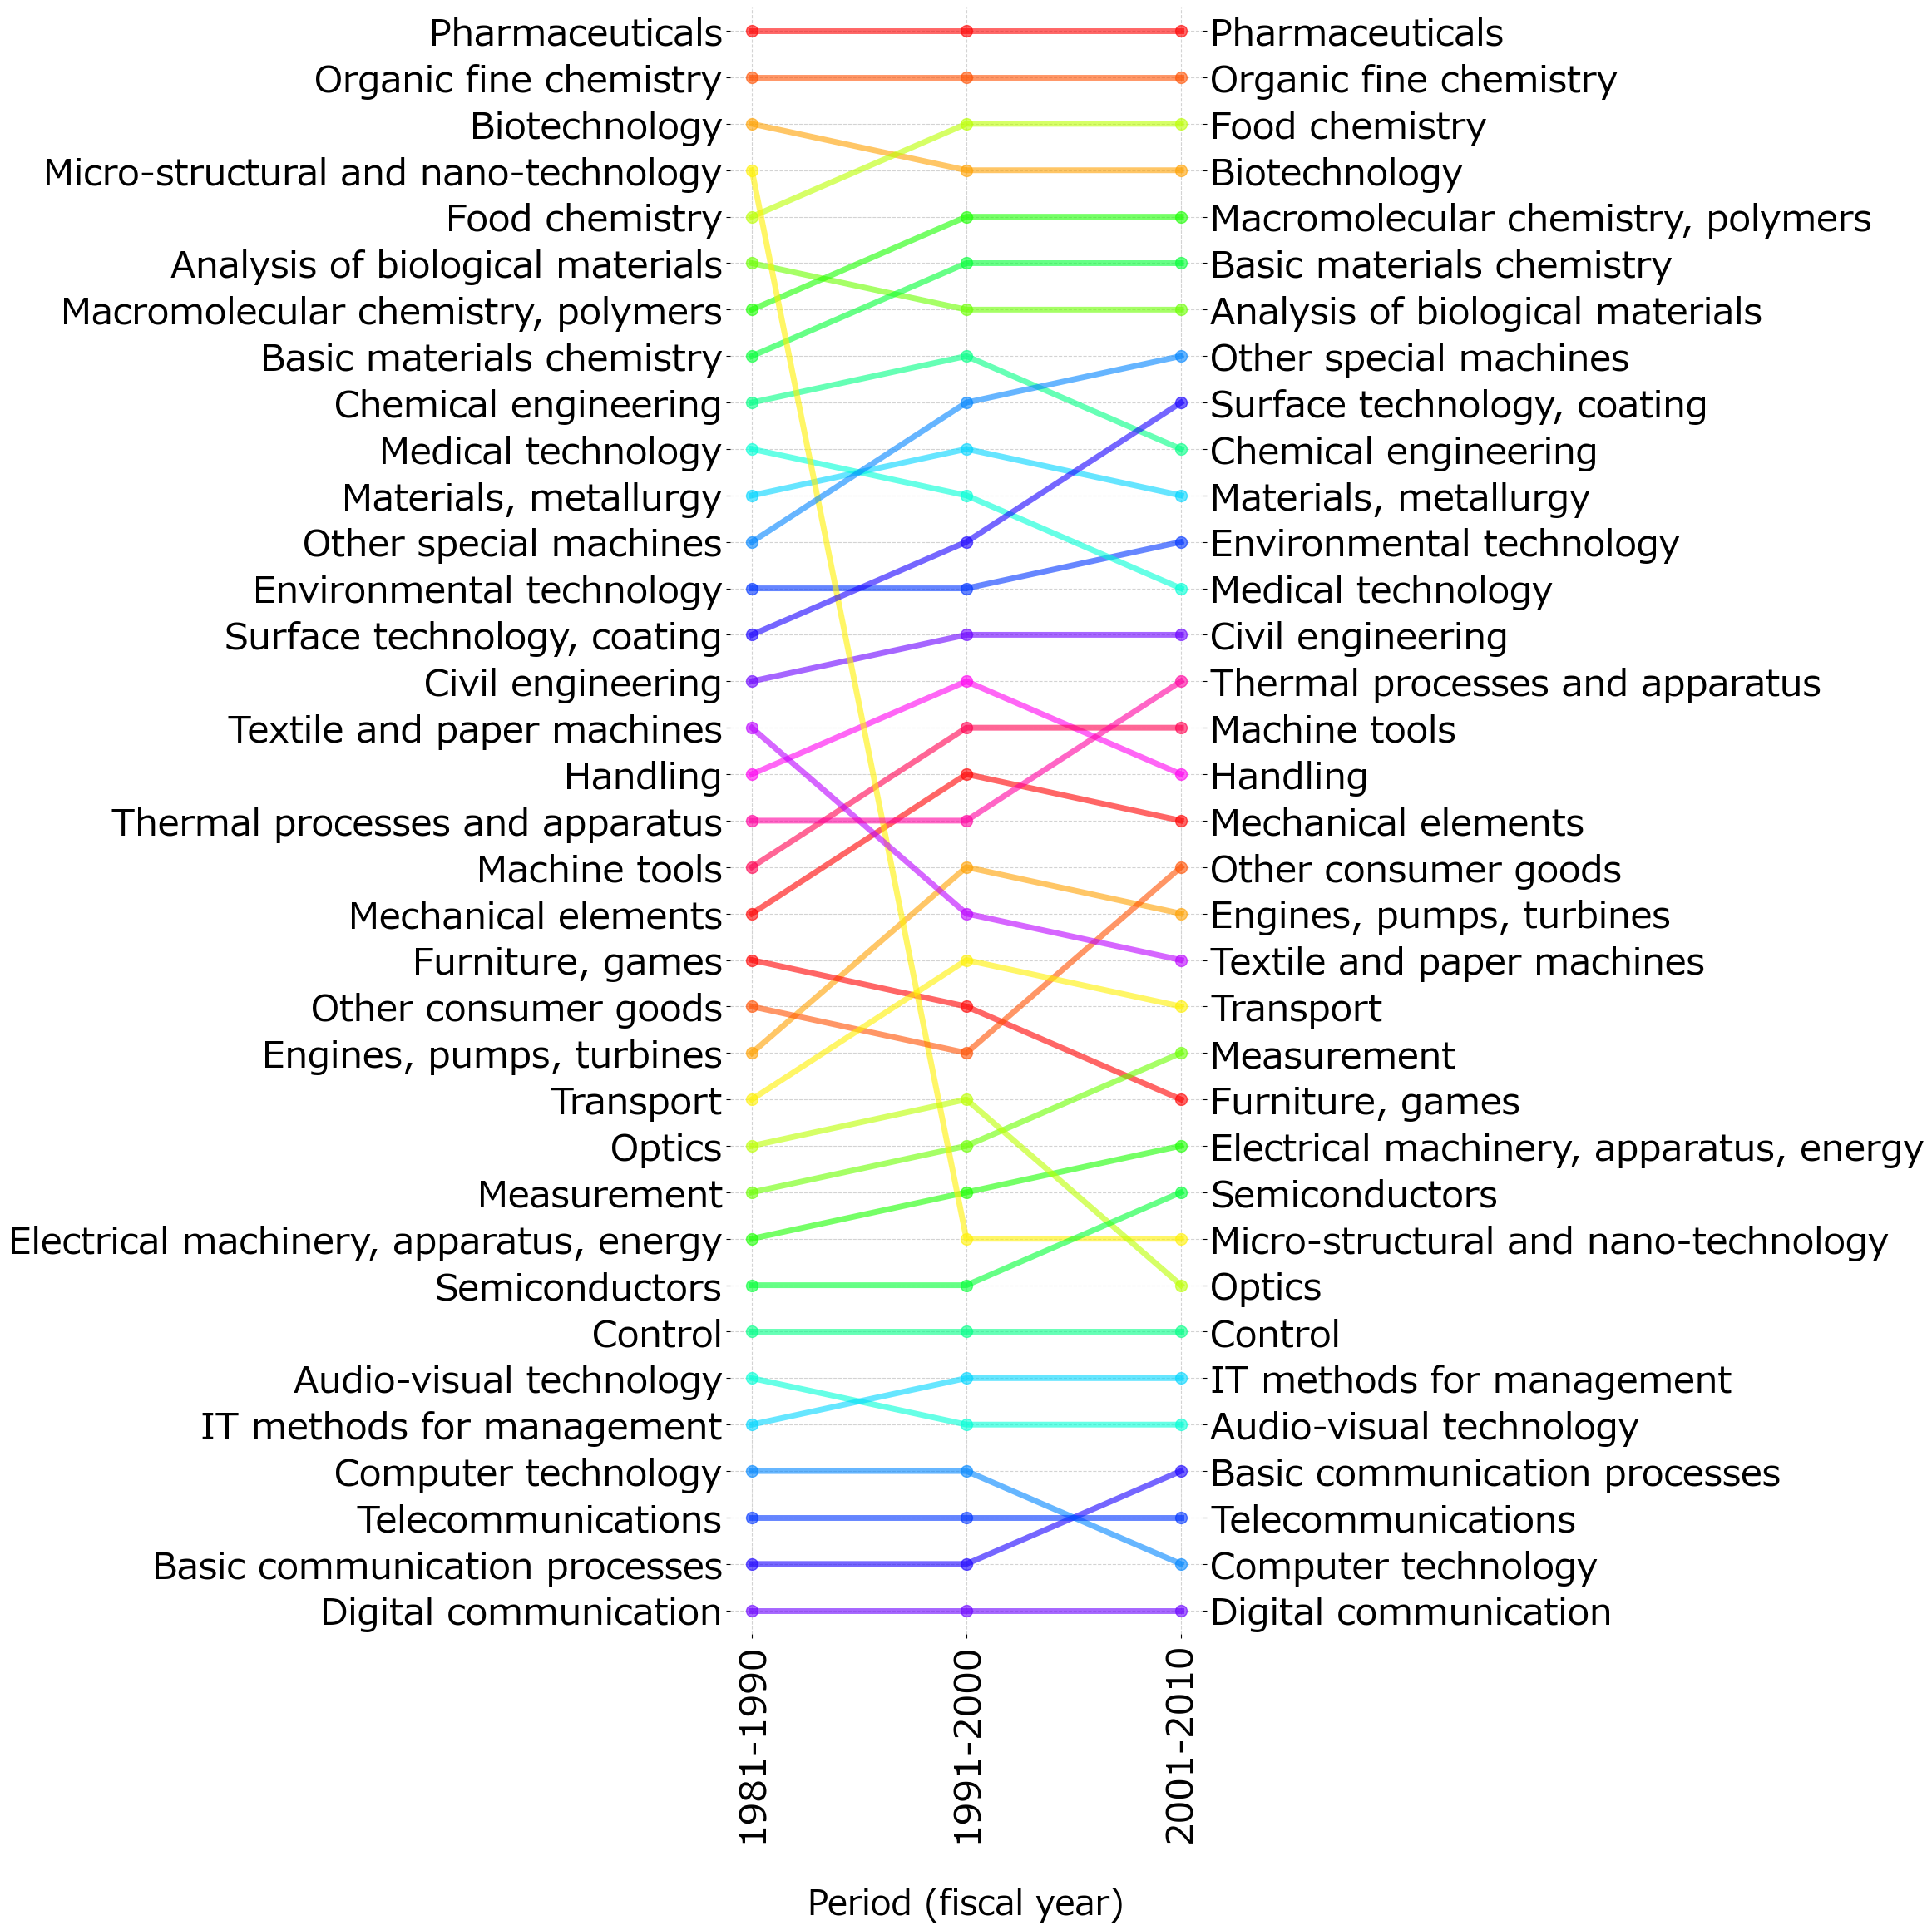 Pharmaceuticals
Organic fine chemistry
Biotechnology
Micro-structural and nano-technology
Food chemistry
Analysis of biological materials
Macromolecular chemistry, polymers
Basic materials chemistry
Chemical engineering
Medical technology
Materials, metallurgy
Other special machines
Environmental technology
Surface technology, coating
Civil engineering
Textile and paper machines
Handling
Thermal processes and apparatus
Machine tools
Mechanical elements
Furniture, games
Other consumer goods
Engines, pumps, turbines
Transport
Optics
Measurement
Electrical machinery, apparatus, energy
Semiconductors
Control
Audio-visual technology
IT methods for management
Computer technology
Telecommunications
Basic communication processes
Digital communication
Pharmaceuticals
Organic fine chemistry
Food chemistry
Biotechnology
Macromolecular chemistry, polymers
Basic materials chemistry
Analysis of biological materials
Other special machines
Surface technology, coating
Chemical engineering
Materials, metallurgy
Environmental technology
Medical technology
Civil engineering
Thermal processes and apparatus
Machine tools
Handling
Mechanical elements
Other consumer goods
Engines, pumps, turbines
Textile and paper machines
Transport
Measurement
Furniture, games
Electrical machinery, apparatus, energy
Semiconductors
Micro-structural and nano-technology
Optics
Control
IT methods for management
Audio-visual technology
Basic communication processes
Telecommunications
Computer technology
Digital communication
1981-1990
1991-2000
2001-2010
Period (fiscal year)